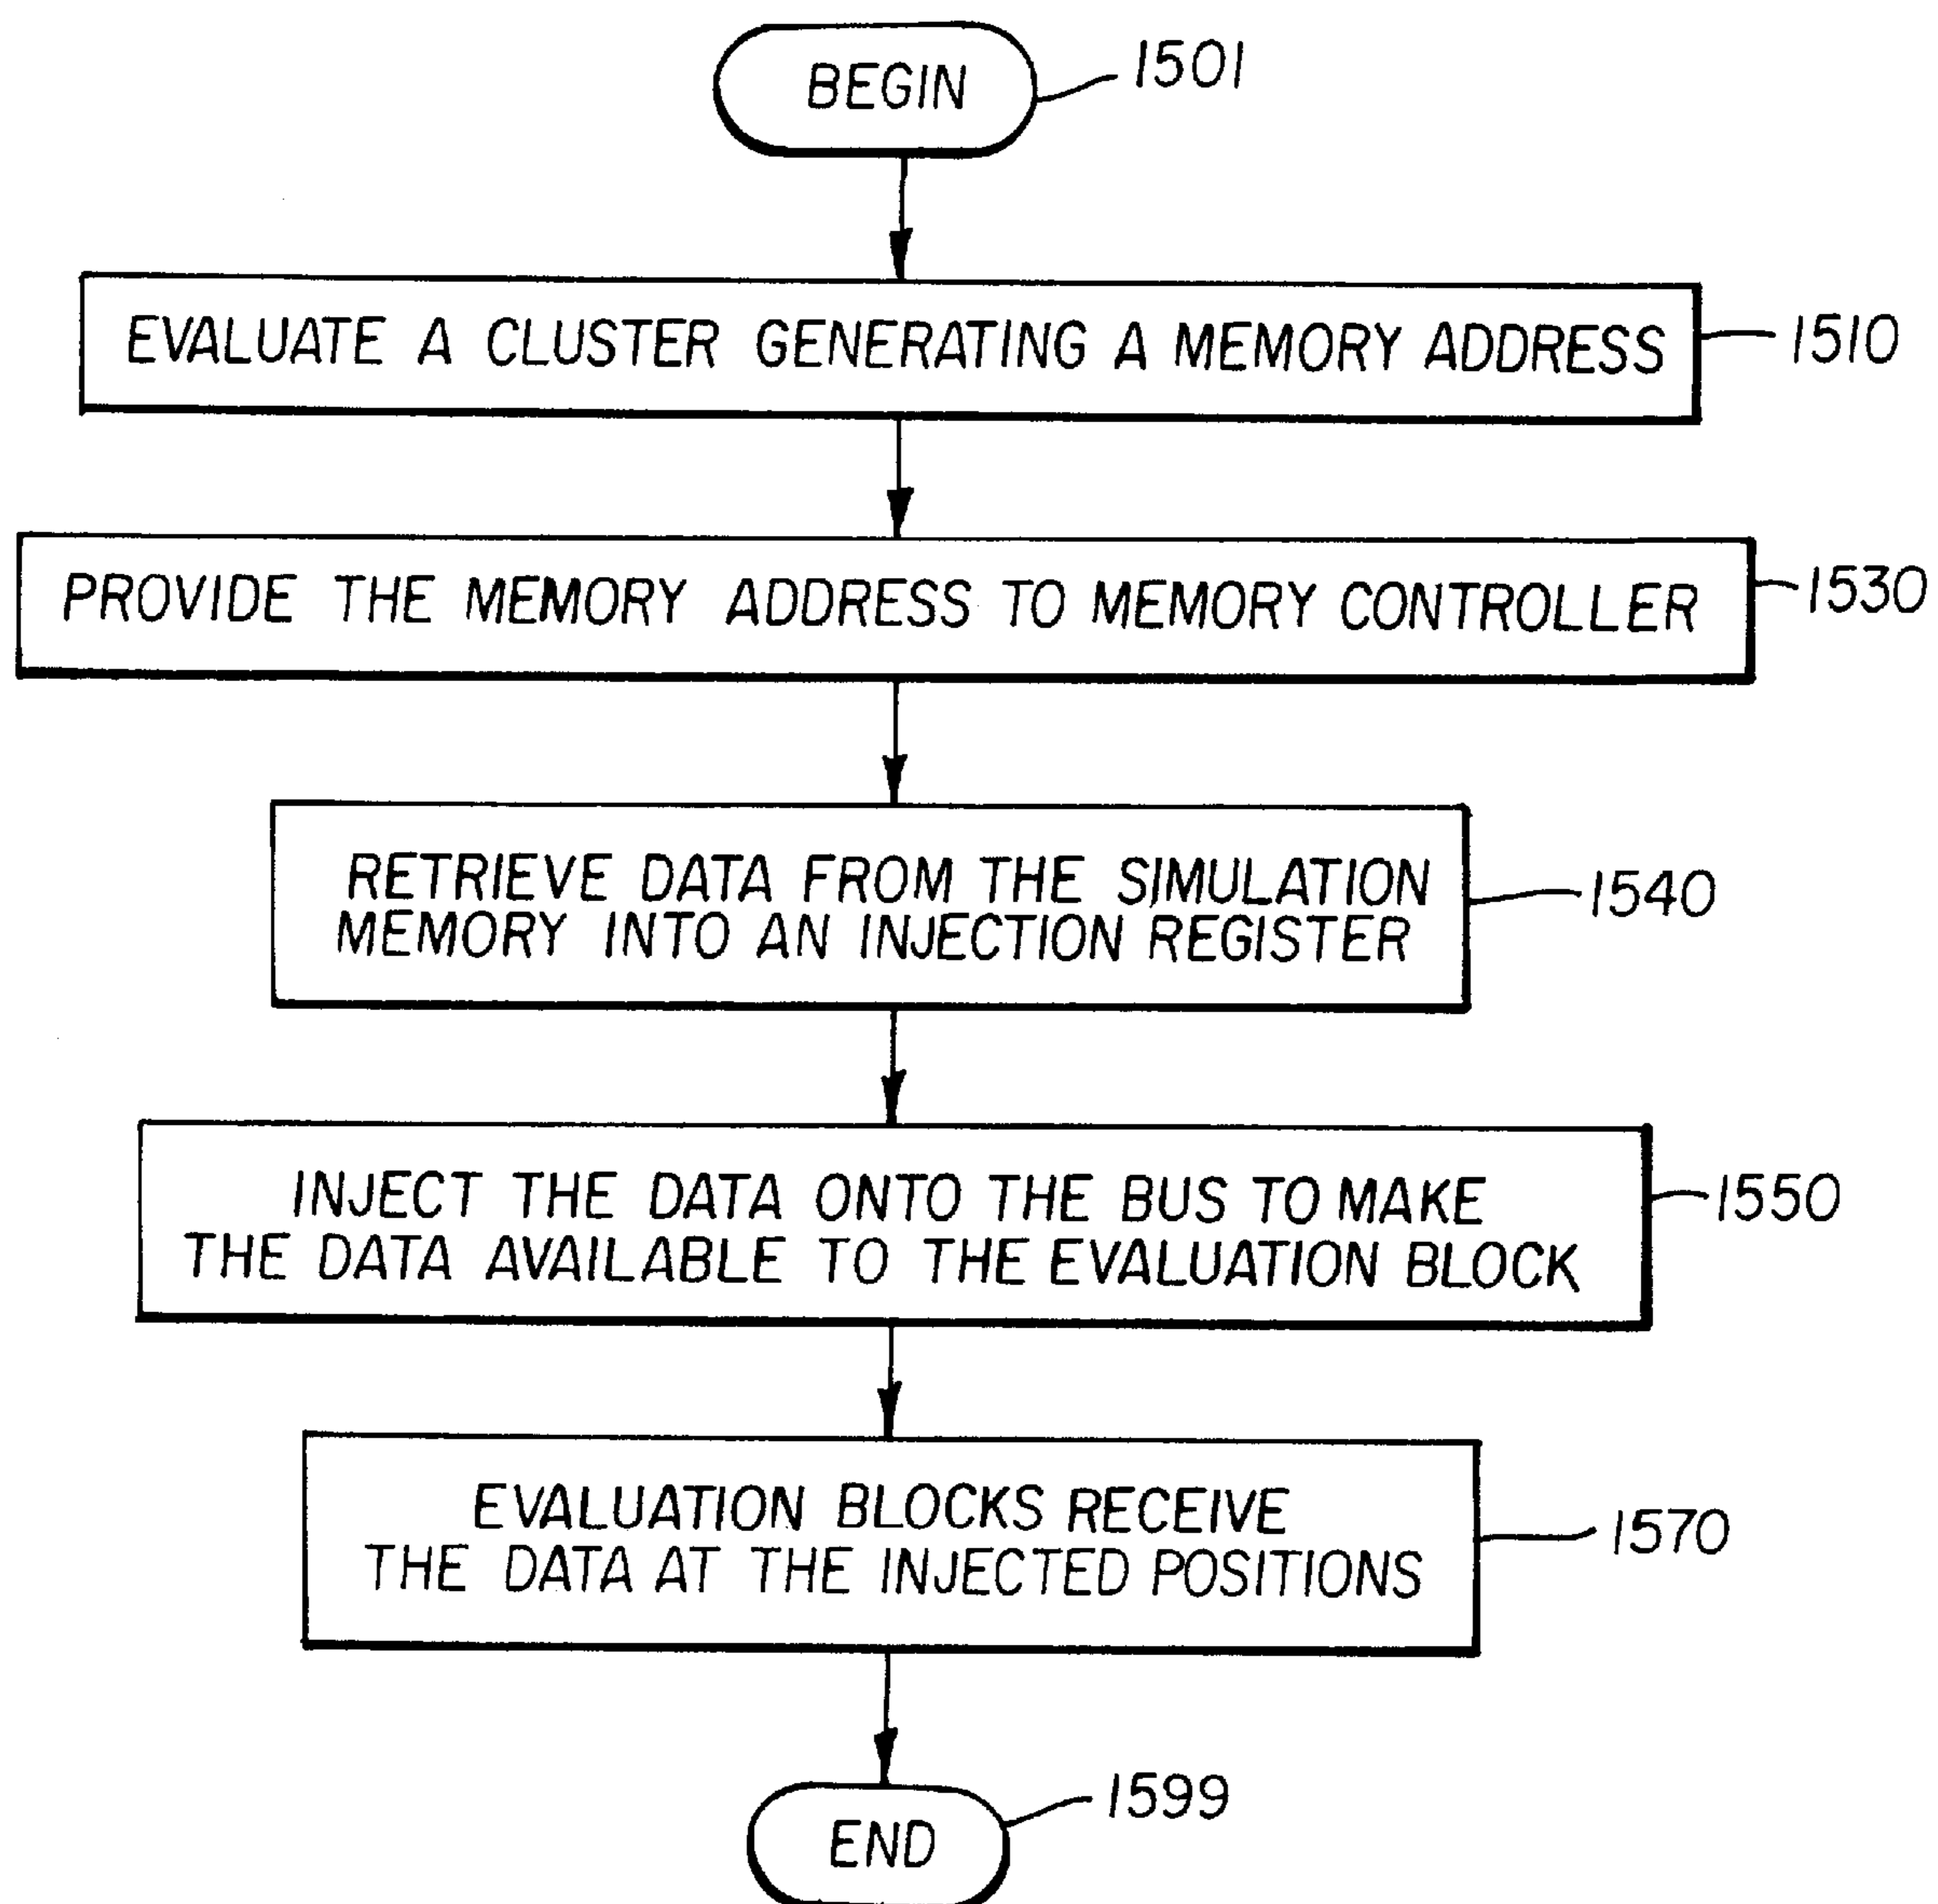 BEGIN
1501
EVALUATE A CLUSTER GENERATING A MEMORY ADDRESS
1510
PROVIDE THE MEMORY ADDRESS TO MEMORY CONTROLLER
1530
RETRIEVE DATA FROM THE SIMULATION
MEMORY INTO AN INJECTION REGISTER
1540
INJECT THE DATA ONTO THE BUS TO MAKE
THE DATA AVAILABLE TO THE EVALUATION BLOCK
1550
EVALUATION BLOCKS RECEIVE
THE DATA AT THE INJECTED POSITIONS
1570
END
1599